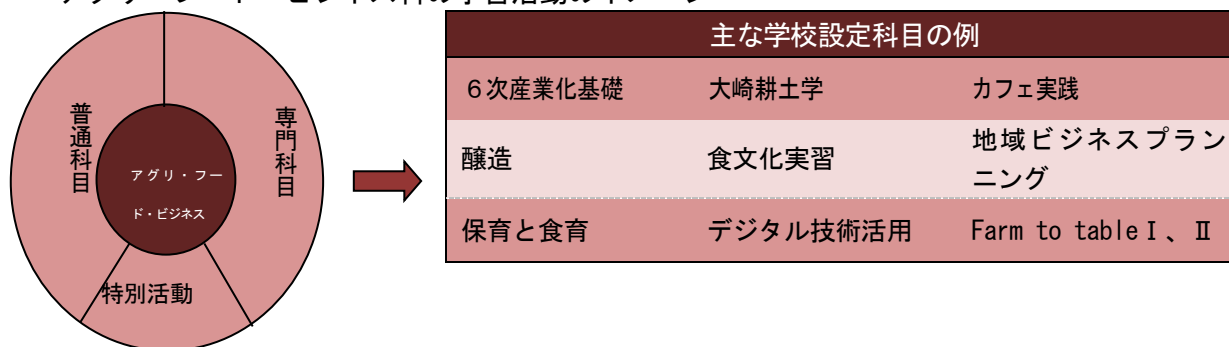 普通科目
専門科目
アグリ・フー
ド・ビジネス
特別活動
主な学校設定科目の例
６次産業化基礎 大崎耕土学 カフェ実践
醸造 食文化実習 地域ビジネスプラン
ニング
保育と食育 デジタル技術活用 Farm to tableⅠ、Ⅱ